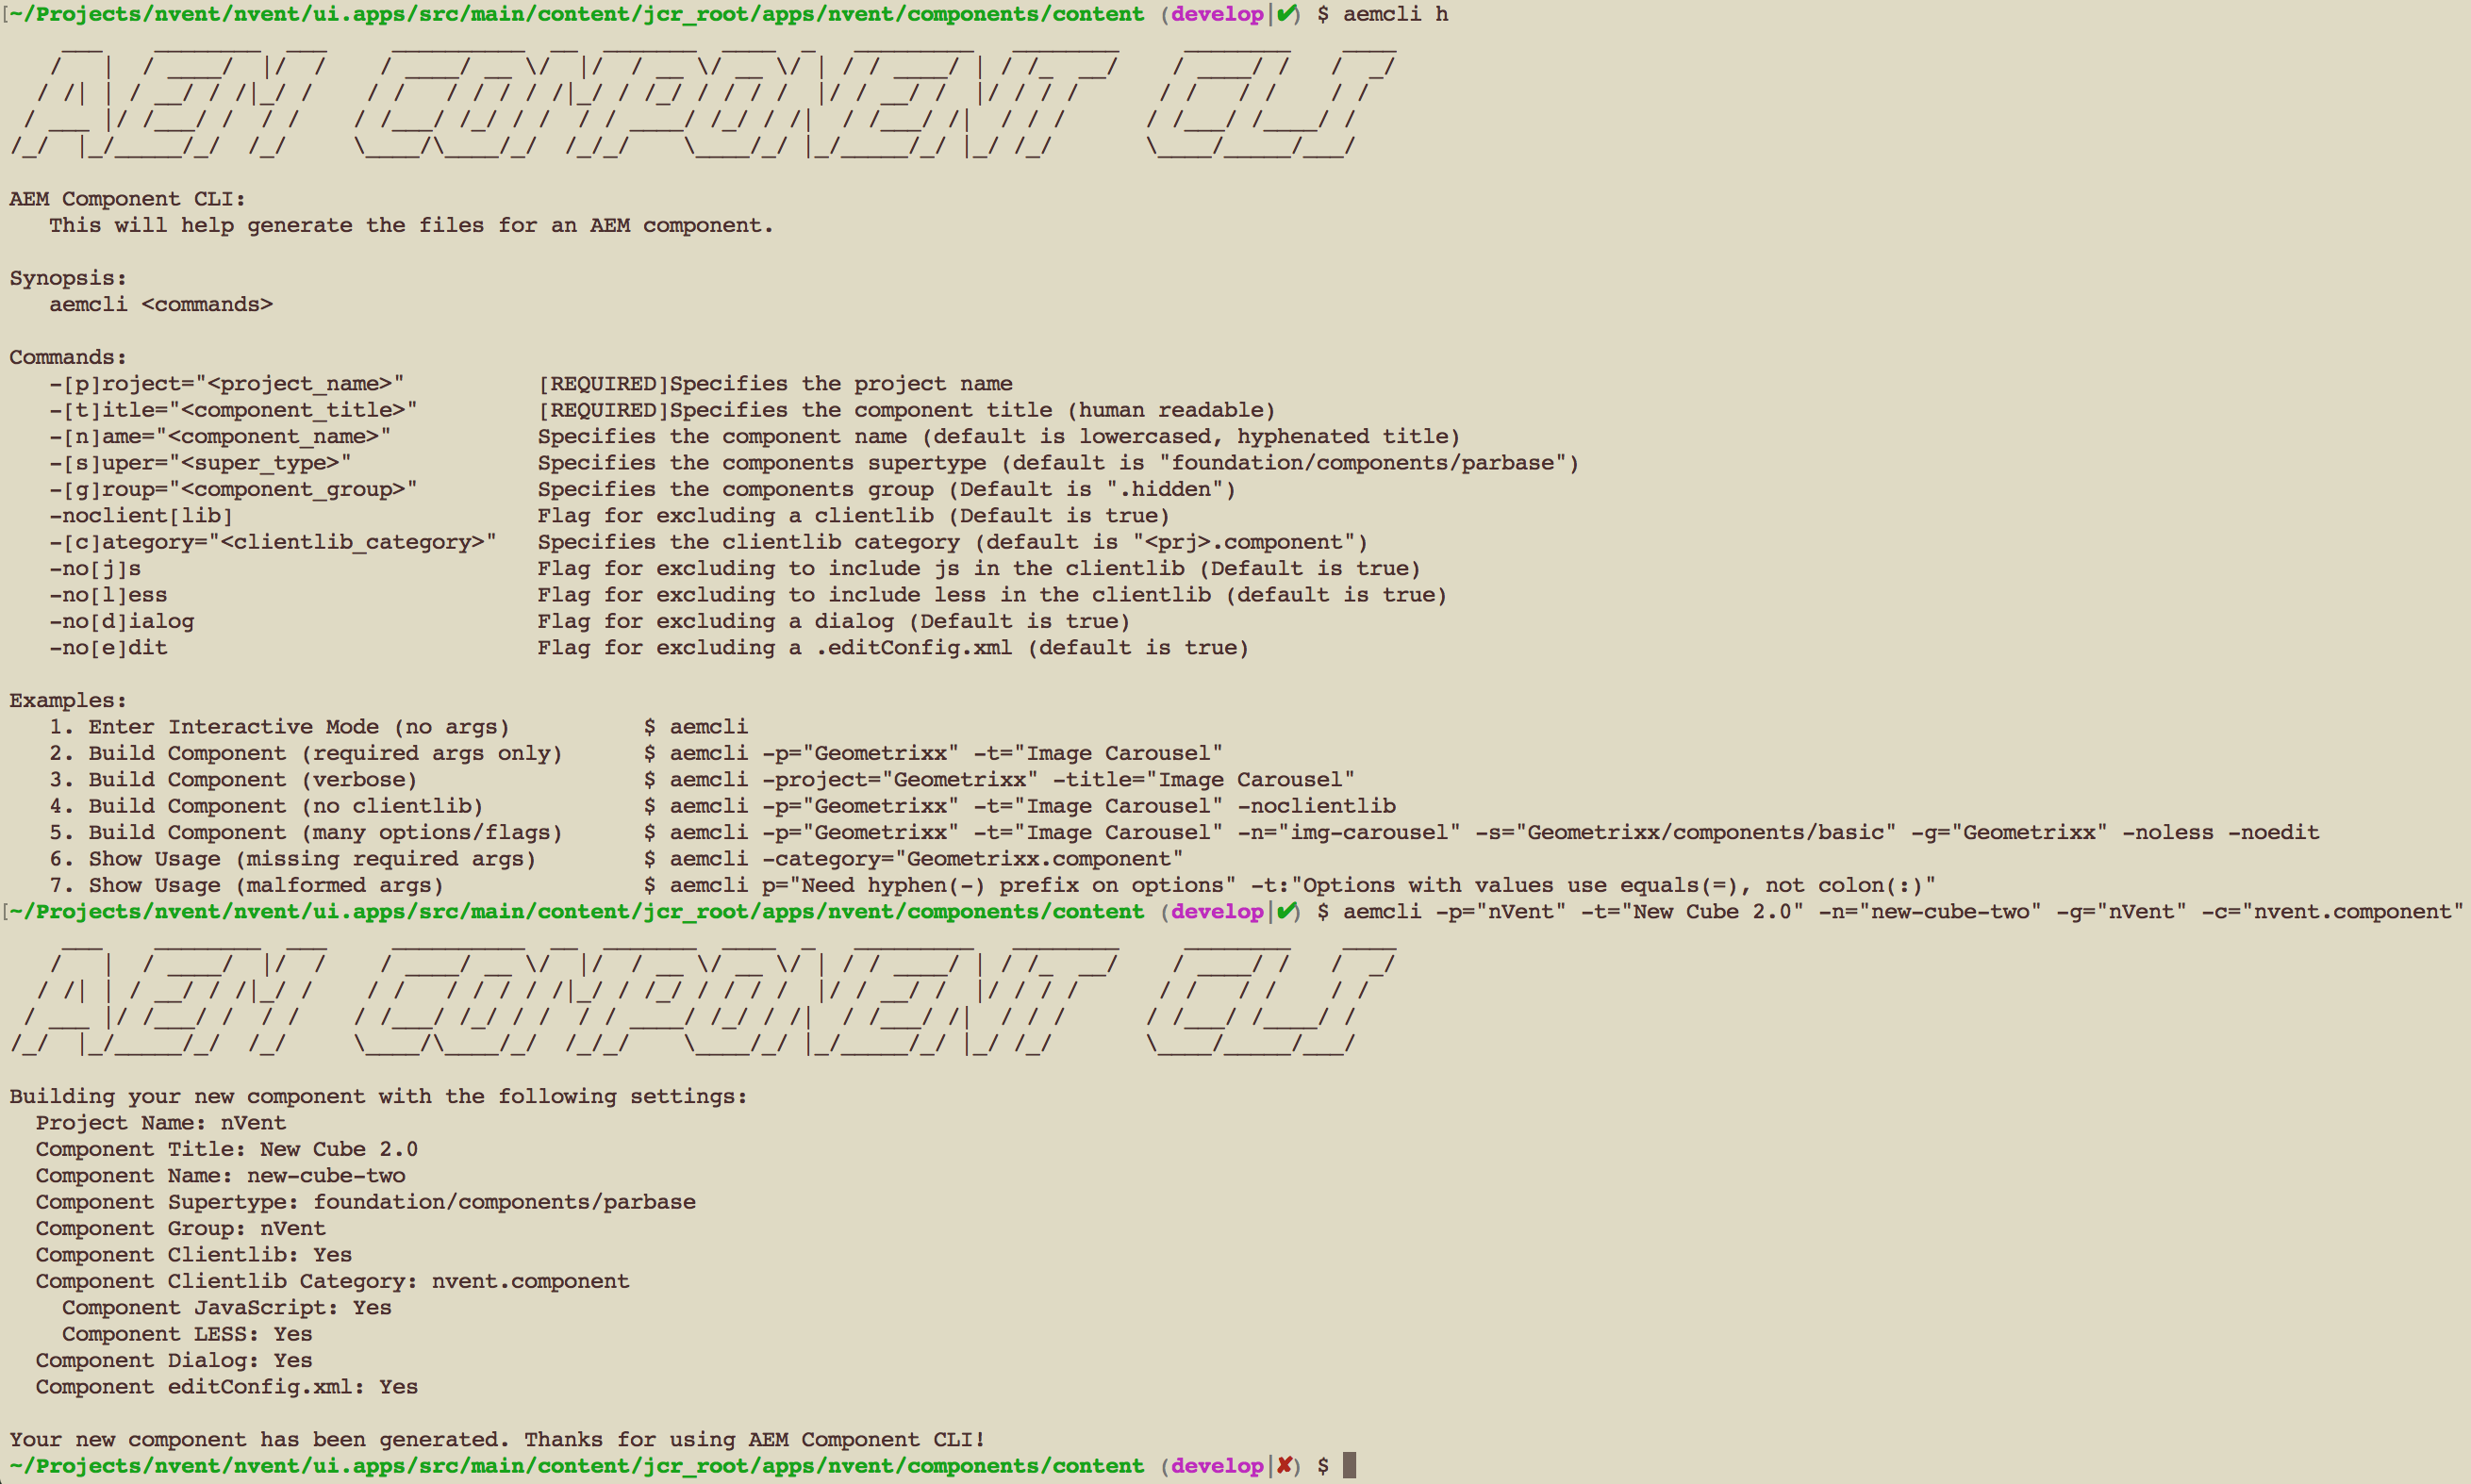 [~/Projects/nvent/nvent/ui.apps/src/main/content/jcr_root/apps/nvent/components/content (develop|✔) $ aemcli h
AEM COMPONENT CLI
AEM Component CLI:
   This will help generate the files for an AEM component.
Synopsis:
   aemcli <commands>
Commands:
   -[p]roject="<project_name>"          [REQUIRED]Specifies the project name
   -[t]itle="<component_title>"         [REQUIRED]Specifies the component title (human readable)
   -[n]ame="<component_name>"           Specifies the component name (default is lowercased, hyphenated title)
   -[s]uper="<super_type>"              Specifies the components supertype (default is "foundation/components/parbase")
   -[g]roup="<component_group>"         Specifies the components group (Default is ".hidden")
   -noclient[lib]                       Flag for excluding a clientlib (Default is true)
   -[c]ategory="<clientlib_category>"   Specifies the clientlib category (default is "<prj>.component")
   -no[j]s                              Flag for excluding to include js in the clientlib (Default is true)
   -no[l]ess                            Flag for excluding to include less in the clientlib (default is true)
   -no[d]ialog                          Flag for excluding a dialog (Default is true)
   -no[e]dit                            Flag for excluding a .editConfig.xml (default is true)
Examples:
   1. Enter Interactive Mode (no args)          $ aemcli
   2. Build Component (required args only)      $ aemcli -p="Geometrixx" -t="Image Carousel"
   3. Build Component (verbose)                 $ aemcli -project="Geometrixx" -title="Image Carousel"
   4. Build Component (no clientlib)            $ aemcli -p="Geometrixx" -t="Image Carousel" -noclientlib
   5. Build Component (many options/flags)      $ aemcli -p="Geometrixx" -t="Image Carousel" -n="img-carousel" -s="Geometrixx/components/basic" -g="Geometrixx" -noless -noedit
   6. Show Usage (missing required args)        $ aemcli -category="Geometrixx.component"
   7. Show Usage (malformed args)               $ aemcli p="Need hyphen(-) prefix on options" -t:"Options with values use equals(=), not colon(:)"
[~/Projects/nvent/nvent/ui.apps/src/main/content/jcr_root/apps/nvent/components/content (develop|✔) $ aemcli -p="nVent" -t="New Cube 2.0" -n="new-cube-two" -g="nVent" -c="nvent.component"
AEM COMPONENT CLI
Building your new component with the following settings:
  Project Name: nVent
  Component Title: New Cube 2.0
  Component Name: new-cube-two
  Component Supertype: foundation/components/parbase
  Component Group: nVent
  Component Clientlib: Yes
  Component Clientlib Category: nvent.component
    Component JavaScript: Yes
    Component LESS: Yes
  Component Dialog: Yes
  Component editConfig.xml: Yes
Your new component has been generated. Thanks for using AEM Component CLI!
~/Projects/nvent/nvent/ui.apps/src/main/content/jcr_root/apps/nvent/components/content (develop|✘) $